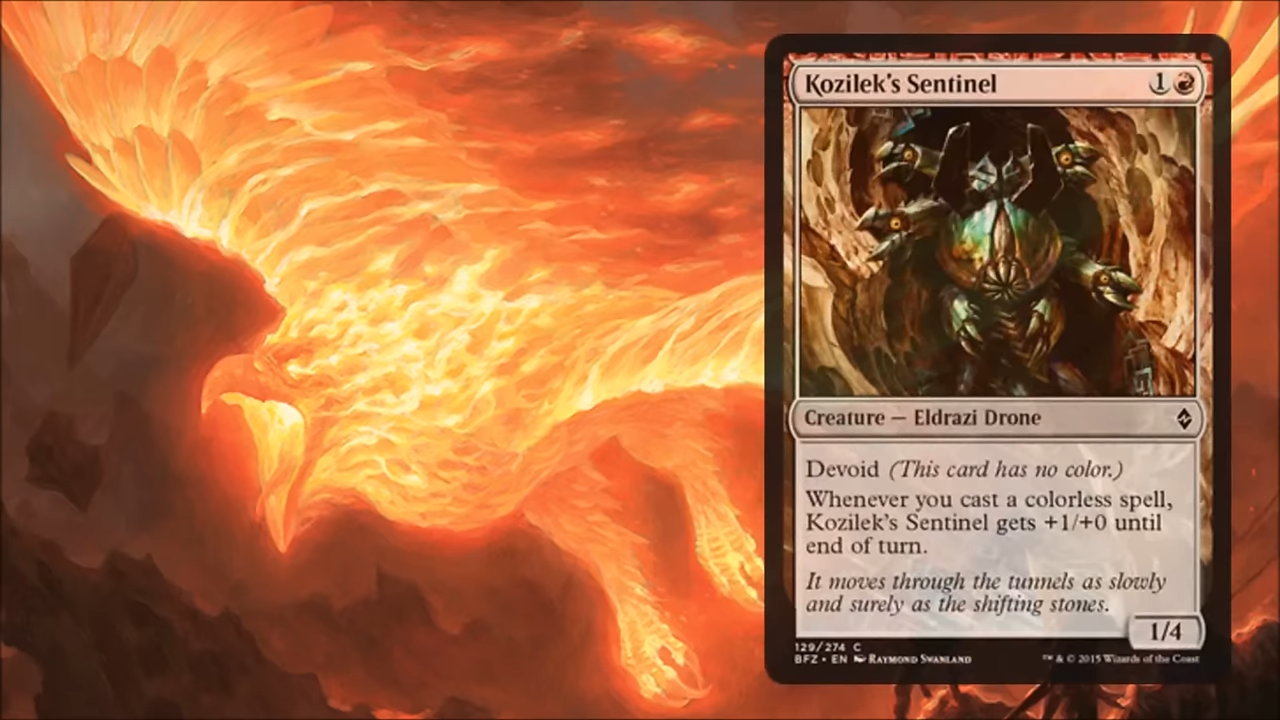 Kozilek's Sentinel 1
Creature — Eldrazi Drone
Devoid (This card has no color.)
Whenever you cast a colorless spell,
Kozilek's Sentinel gets +1/+0 until
end of turn.
It moves through the tunnels as slowly
and surely as the shifting stones.
1/4
129/274 C
BFZ • EN Raymond Swanland
™ & © 2015 Wizards of the Coast